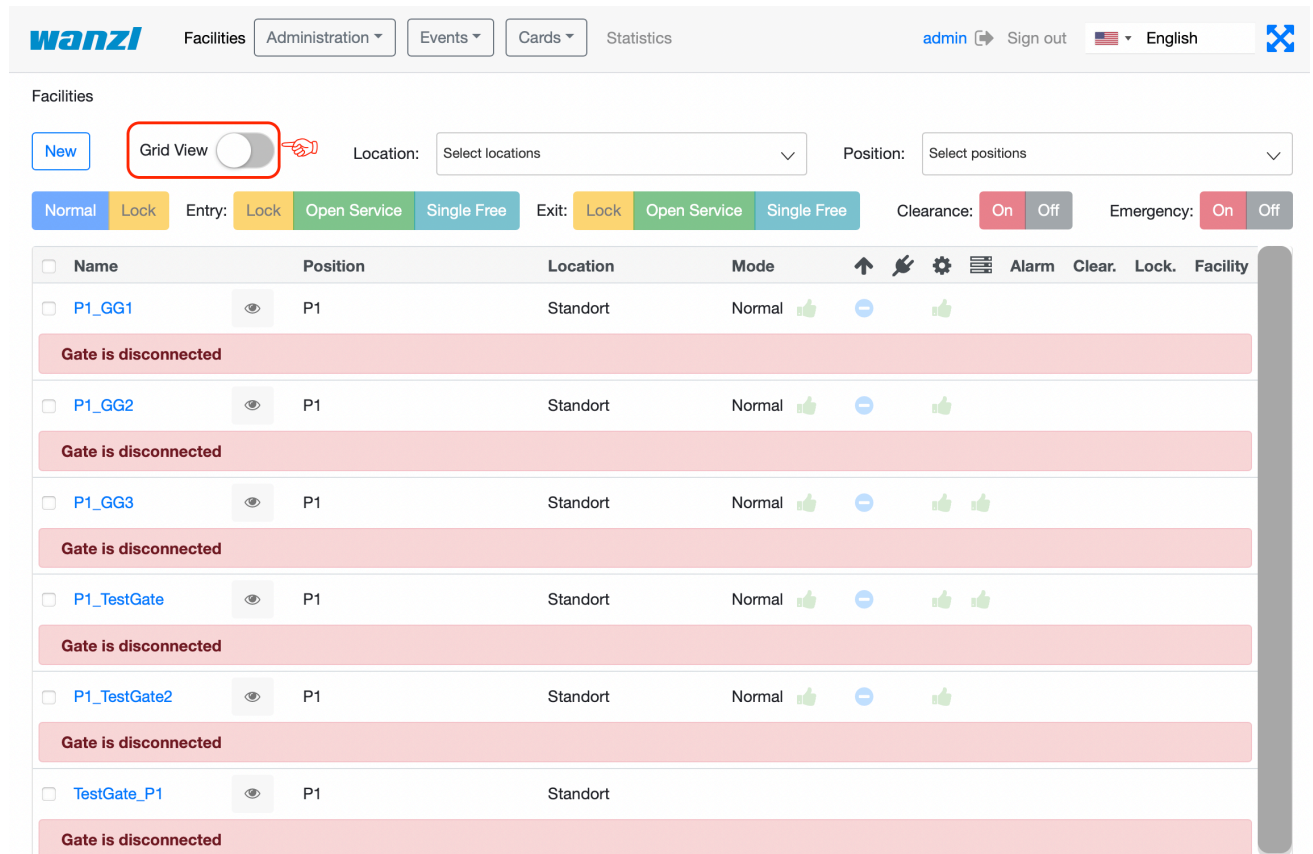 wanzl Facilities Administration Events Cards Statistics admin Sign out English
Facilities
New Grid View Location: Select locations Position: Select positions
Normal Lock Entry: Lock Open Service Single Free Exit: Lock Open Service Single Free Clearance: On Off Emergency: On Off
Name Position Location Mode Alarm Clear. Lock. Facility
P1_GG1 P1 Standort Normal
Gate is disconnected
P1_GG2 P1 Standort Normal
Gate is disconnected
P1_GG3 P1 Standort Normal
Gate is disconnected
P1_TestGate P1 Standort Normal
Gate is disconnected
P1_TestGate2 P1 Standort Normal
Gate is disconnected
TestGate_P1 P1 Standort
Gate is disconnected